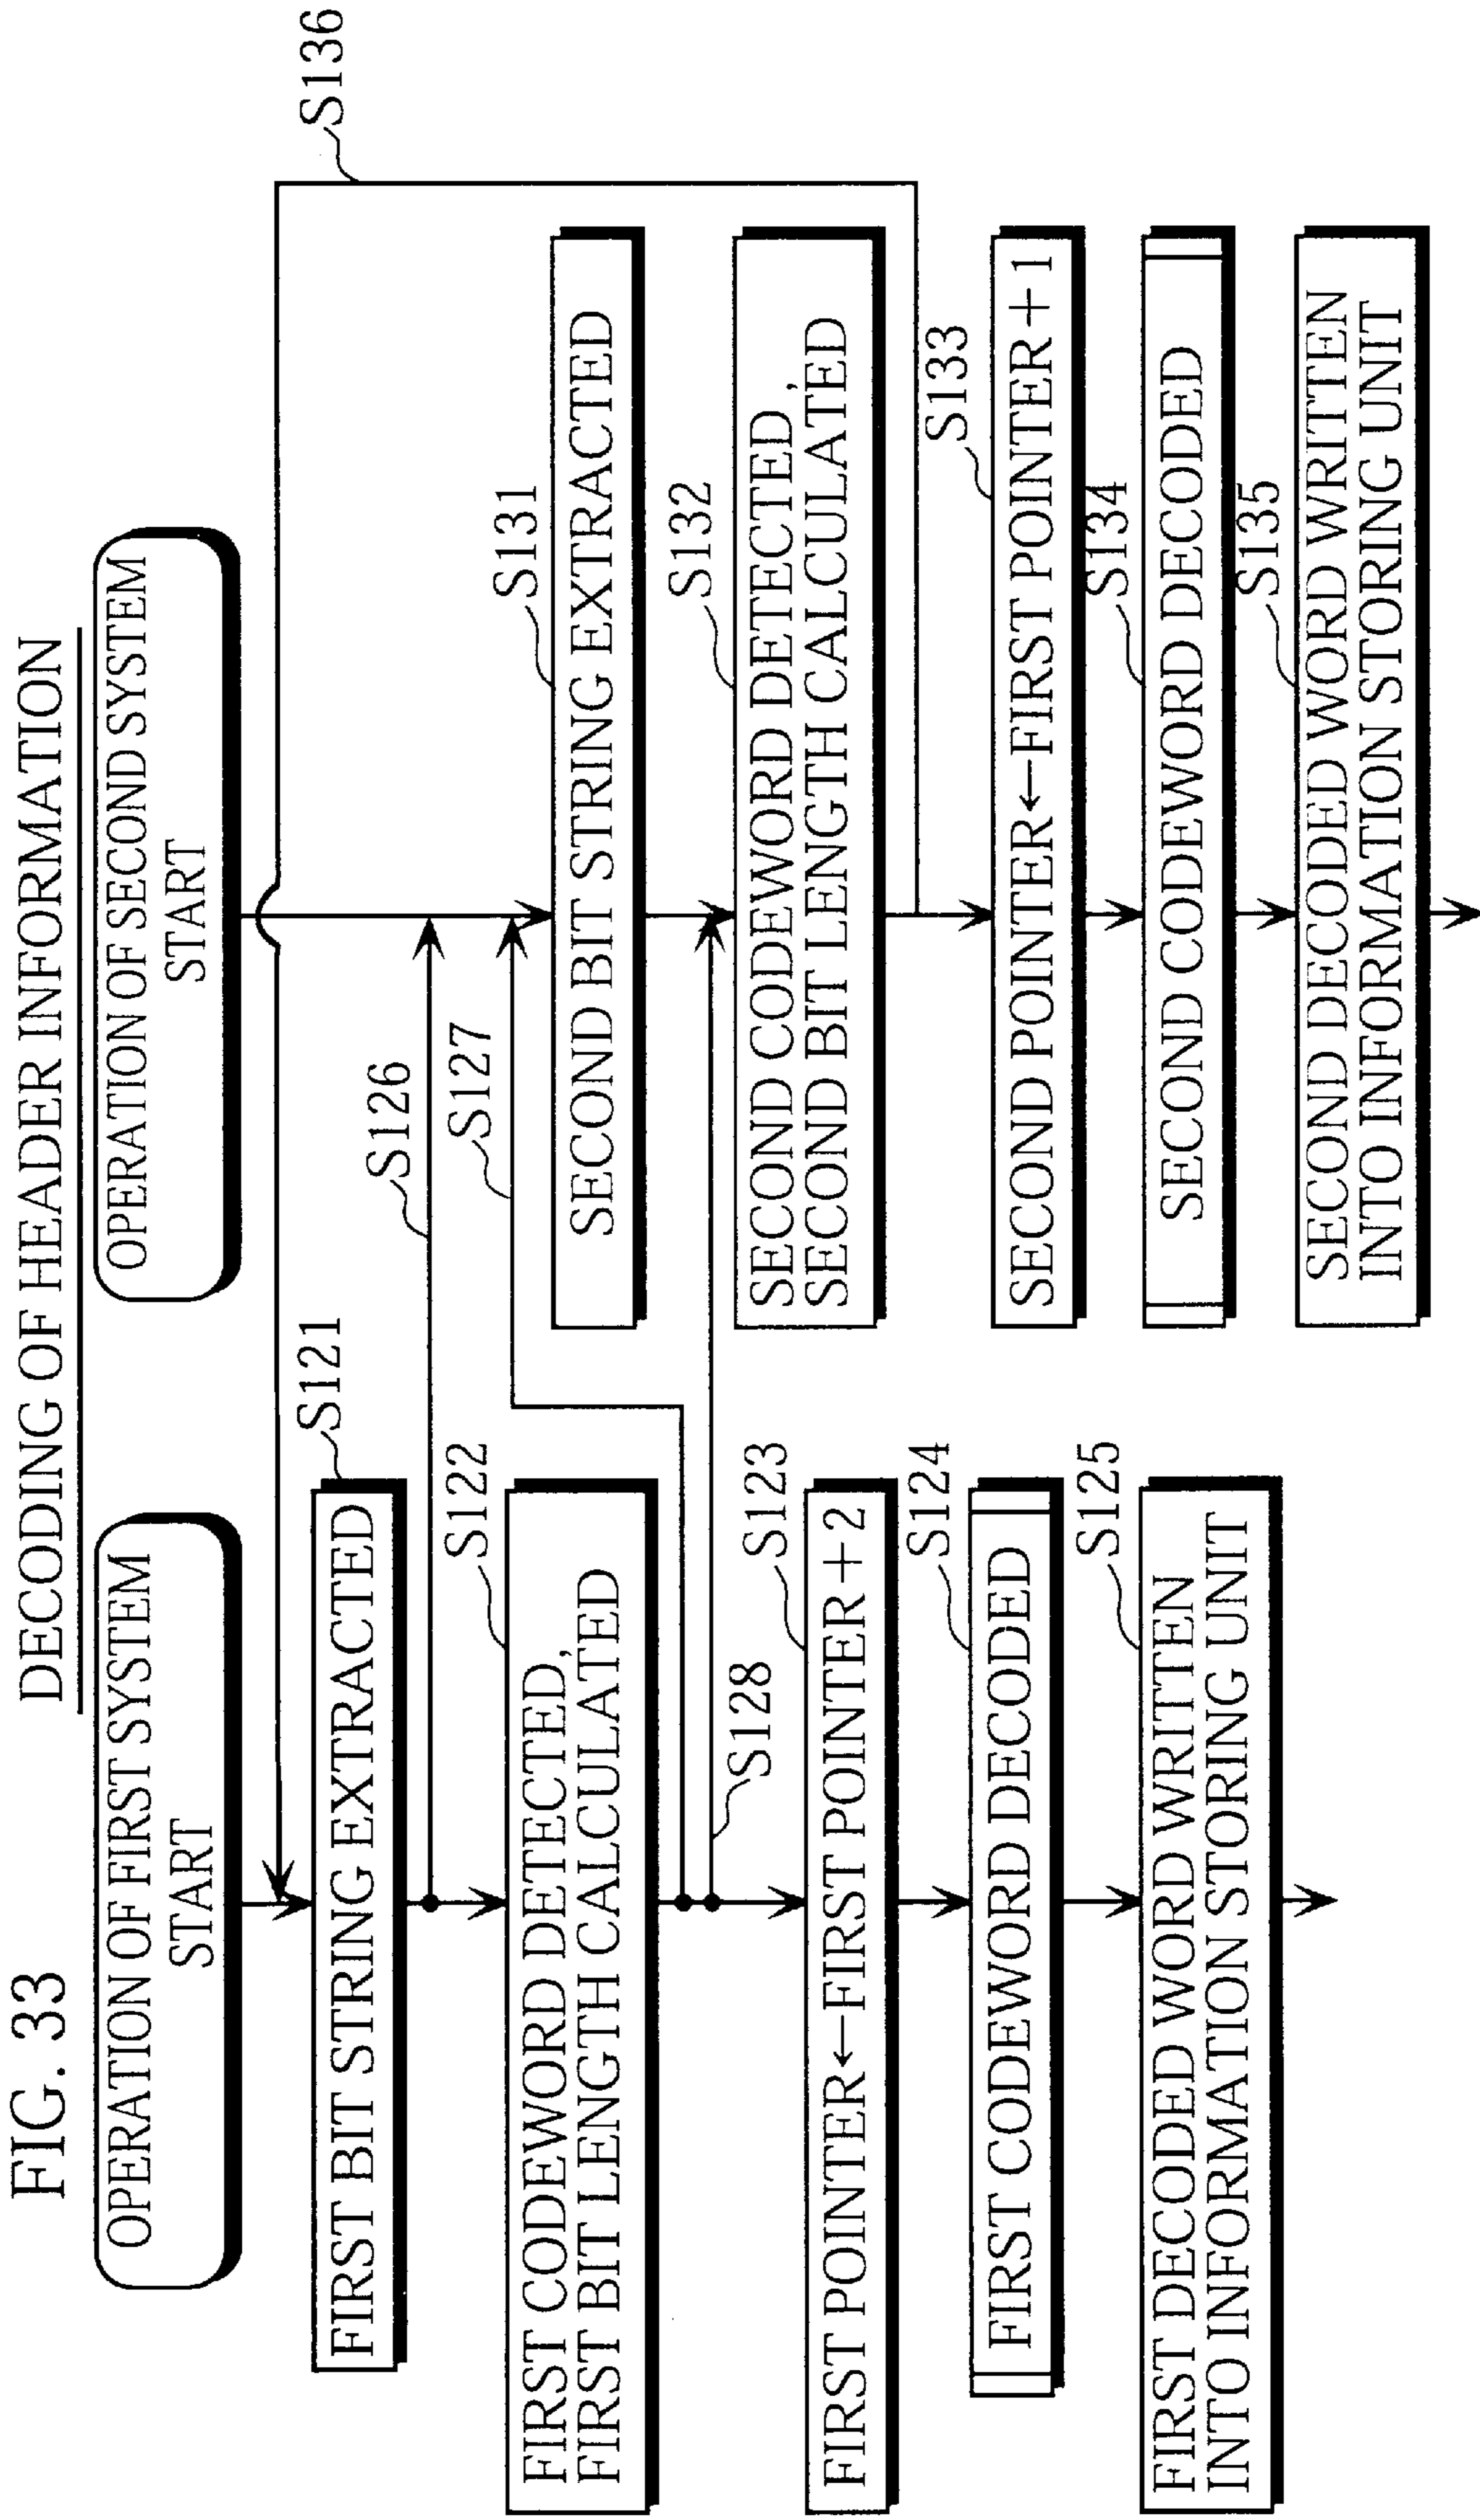 FIG. 33
DECODING OF HEADER INFORMATION
OPERATION OF FIRST SYSTEM
START
S121
FIRST BIT STRING EXTRACTED
S126
S122
FIRST CODEWORD DETECTED,
FIRST BIT LENGTH CALCULATED
S127
S128
S123
FIRST POINTER←FIRST POINTER+2
S124
FIRST CODEWORD DECODED
S125
FIRST DECODED WORD WRITTEN
INTO INFORMATION STORING UNIT
OPERATION OF SECOND SYSTEM
START
S136
S131
SECOND BIT STRING EXTRACTED
S132
SECOND CODEWORD DETECTED,
SECOND BIT LENGTH CALCULATED
S133
SECOND POINTER←FIRST POINTER+1
S134
SECOND CODEWORD DECODED
S135
SECOND DECODED WORD WRITTEN
INTO INFORMATION STORING UNIT